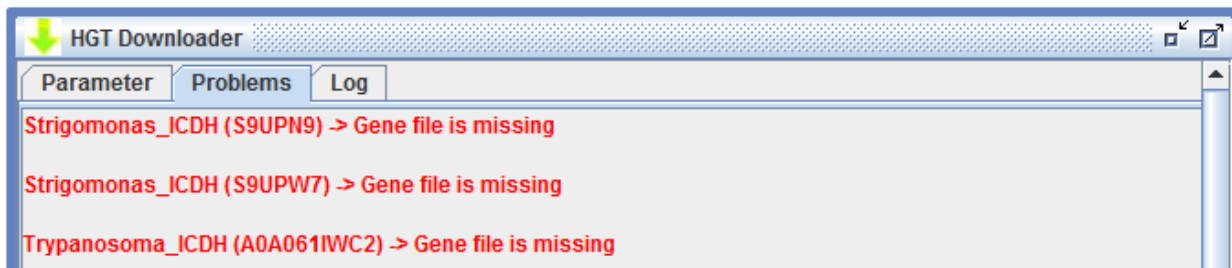 HGT Downloader
Parameter Problems Log
Strigomonas_ICDH (S9UPN9) -> Gene file is missing
Strigomonas_ICDH (S9UPW7) -> Gene file is missing
Trypanosoma_ICDH (A0A061IWC2) -> Gene file is missing